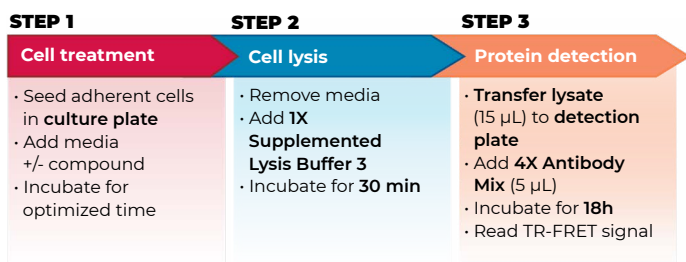 STEP 1
Cell treatment
· Seed adherent cells
in culture plate
· Add media
+/- compound
· Incubate for
optimized time
STEP 2
Cell lysis
· Remove media
· Add 1X
Supplemented
Lysis Buffer 3
· Incubate for 30 min
STEP 3
Protein detection
· Transfer lysate
(15 µL) to detection
plate
· Add 4X Antibody
Mix (5 µL)
· Incubate for 18h
· Read TR-FRET signal